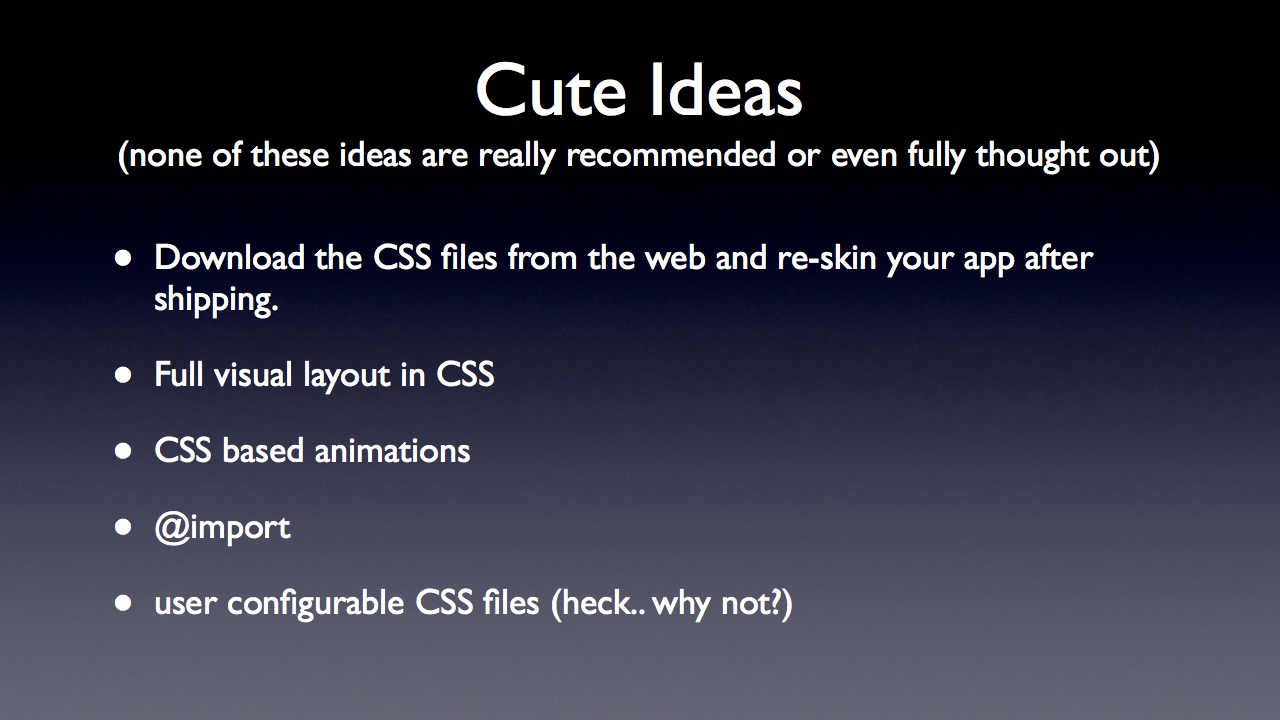 Cute Ideas
(none of these ideas are really recommended or even fully thought out)
• Download the CSS files from the web and re-skin your app after
shipping.
• Full visual layout in CSS
• CSS based animations
• @import
• user configurable CSS files (heck.. why not?)